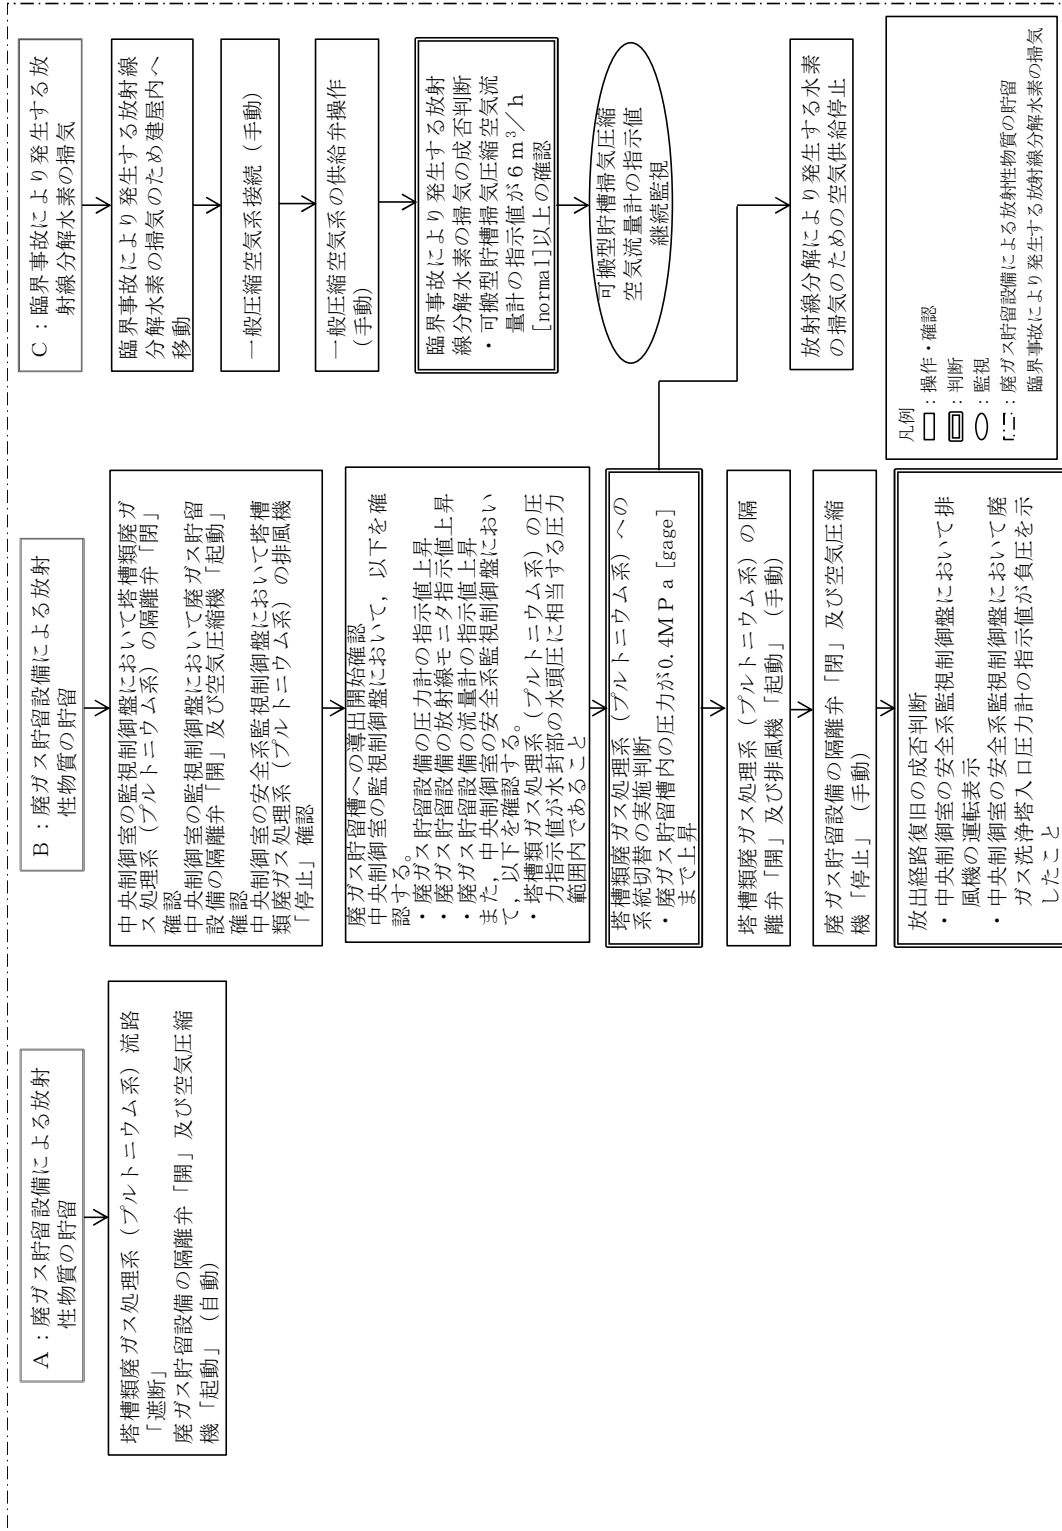 A：廃ガス貯留設備による放射
性物質の貯留
塔槽類廃ガス処理系（プルトニウム系）流路
「遮断」
廃ガス貯留設備の隔離弁「開」及び空気圧縮
機「起動」（自動）
B：廃ガス貯留設備による放射
性物質の貯留
中央制御室の監視制御盤において塔槽類廃ガ
ス処理系（プルトニウム系）の隔離弁「閉」
確認
中央制御室の監視制御盤において廃ガス貯留
設備の隔離弁「開」及び空気圧縮機「起動」
確認
中央制御室の安全系監視制御盤において塔槽
類廃ガス処理系（プルトニウム系）の排風機
「停止」確認
廃ガス貯留槽への導出開始確認
中央制御室の監視制御盤において，以下を確
認する。
・廃ガス貯留設備の圧力計の指示値上昇
・廃ガス貯留設備の放射線モニタ指示値上昇
・廃ガス貯留設備の流量計の指示値上昇
また，中央制御室の安全系監視制御盤におい
て，以下を確認する。
・塔槽類ガス処理系（プルトニウム系）の圧
力指示値が水封部の水頭圧に相当する圧力
範囲内であること
塔槽類廃ガス処理系（プルトニウム系）への
系統切替の実施判断
・廃ガス貯留槽内の圧力が0.4MPa[gage]
まで上昇
塔槽類廃ガス処理系（プルトニウム系）の隔
離弁「開」及び排風機「起動」（手動）
廃ガス貯留設備の隔離弁「閉」及び空気圧縮
機「停止」（手動）
放出経路復旧の成否判断
・中央制御室の安全系監視制御盤において排
風機の運転表示
・中央制御室の安全系監視制御盤において廃
ガス洗浄塔入口圧力計の指示値が負圧を示
したこと
C：臨界事故により発生する放
射線分解水素の掃気
臨界事故により発生する放射線
分解水素の掃気のため建屋内へ
移動
一般圧縮空気系接続（手動）
一般圧縮空気系の供給弁操作
（手動）
臨界事故により発生する放射
線分解水素の掃気の成否判断
・可搬型貯槽掃気圧縮空気流
量計の指示値が6m³／h
[normal]以上の確認
可搬型貯槽掃気圧縮
空気流量計の指示値
継続監視
放射線分解により発生する水素
の掃気のための空気供給停止
凡例
：操作・確認
：判断
：監視
：廃ガス貯留設備による放射性物質の貯留
臨界事故により発生する放射線分解水素の掃気